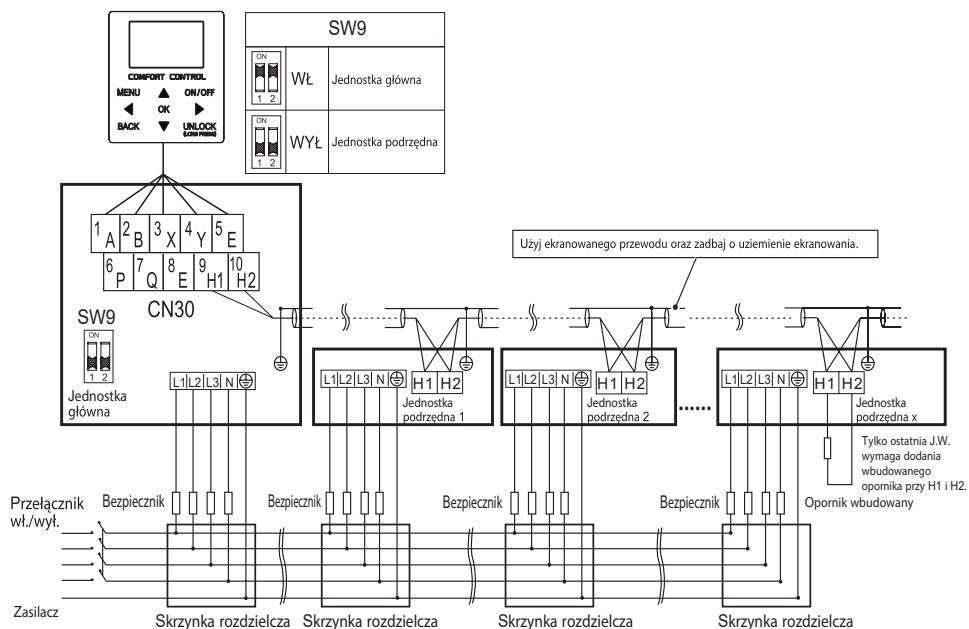 COMFORT CONTROL
MENU ON/OFF
OK
BACK UNLOCK
(LONG PRESS)
SW9
ON
1 2
WŁ
Jednostka główna
ON
1 2
WYŁ
Jednostka podrzędna
1 A 2 B 3 X 4 Y 5 E
6 P 7 Q 8 E 9 H1 10 H2
CN30
SW9
ON
1 2
Jednostka
główna
L1 L2 L3 N
Użyj ekranowanego przewodu oraz zadbaj o uziemienie ekranowania.
L1 L2 L3 N
H1 H2
Jednostka
podrzędna 1
L1 L2 L3 N
H1 H2
Jednostka
podrzędna 2
L1 L2 L3 N
H1 H2
Jednostka
podrzędna x
Tylko ostatnia J.W.
wymaga dodania
wbudowanego
opornika przy H1 i H2.
Opornik wbudowany
Przełącznik
wł./wył.
Bezpiecznik
Bezpiecznik
Bezpiecznik
Bezpiecznik
Zasilacz
Skrzynka rozdzielcza
Skrzynka rozdzielcza
Skrzynka rozdzielcza
Skrzynka rozdzielcza